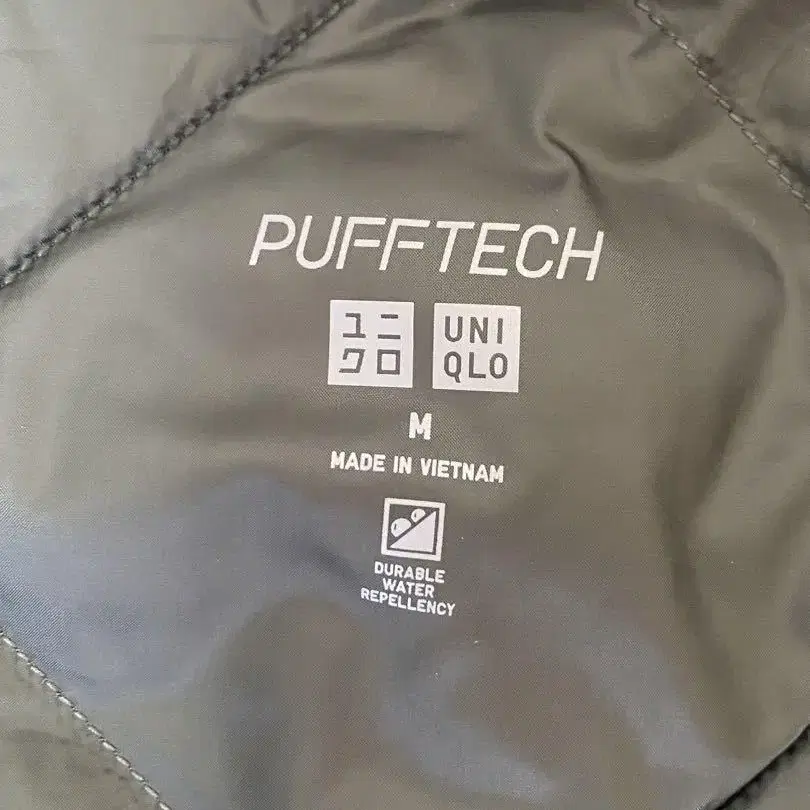 PUFFTECH
ユニ
クロ
UNI
QLO
M
MADE IN VIETNAM
DURABLE
WATER
REPELLENCY